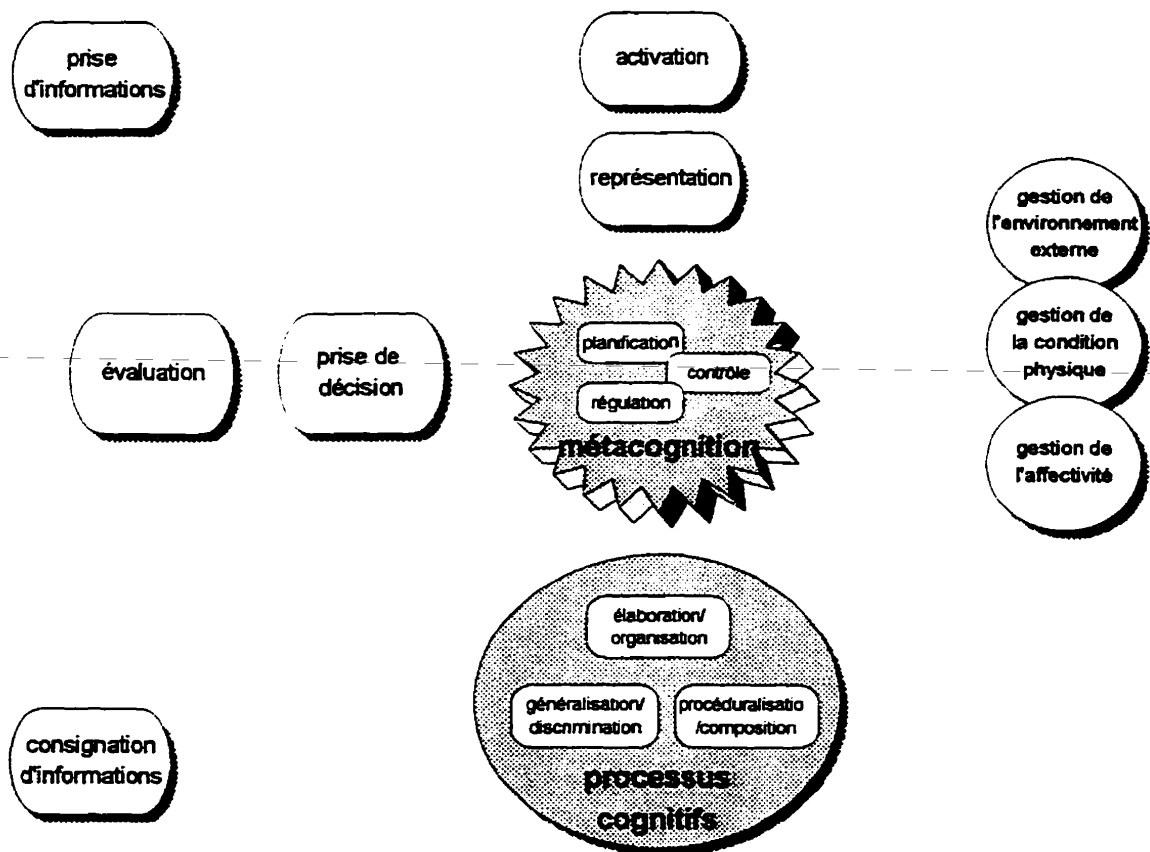 prise
d'informations
activation
représentation
gestion de
l'environnement
externe
évaluation
prise de
décision
planification
contrôle
régulation
métacognition
gestion de
la condition
physique
gestion de
l'affectivité
élaboration/
organisation
généralisation/
discrimination
procéduralisatio
/composition
processus
cognitifs
consignation
d'informations